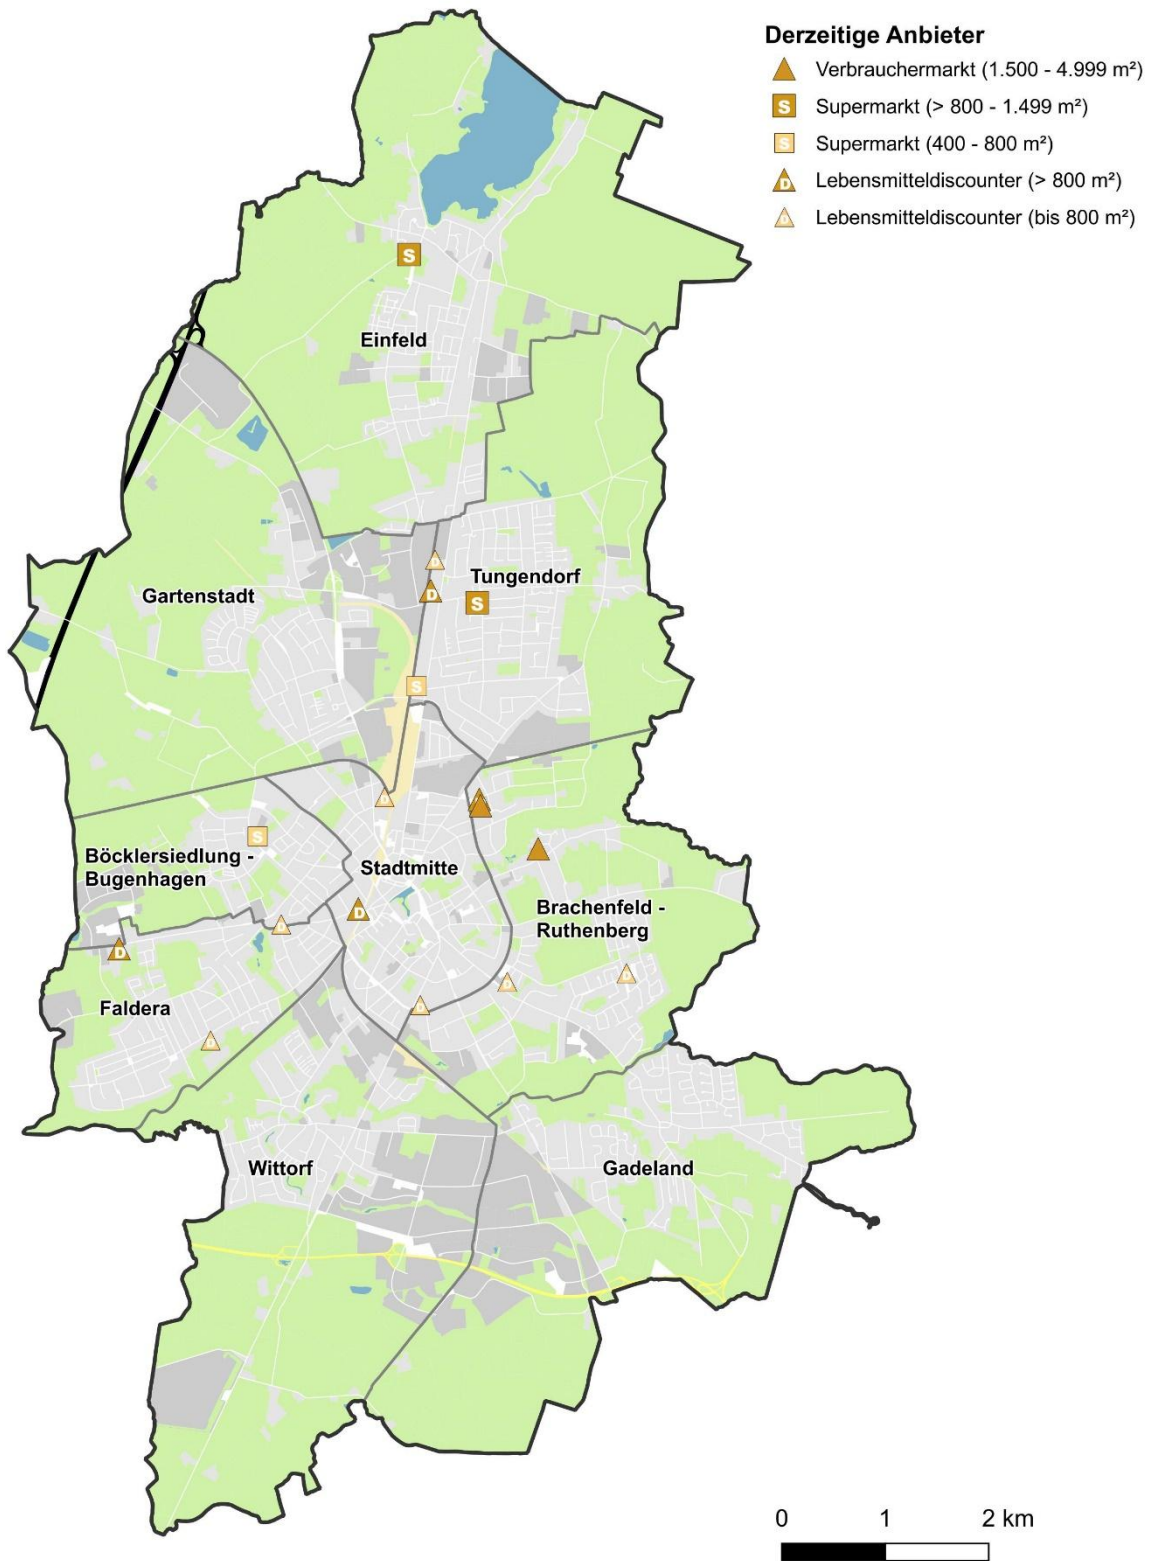 Derzeitige Anbieter
Verbrauchermarkt (1.500 - 4.999 m²)
S Supermarkt (> 800 - 1.499 m²)
S Supermarkt (400 - 800 m²)
D Lebensmitteldiscounter (> 800 m²)
D Lebensmitteldiscounter (bis 800 m²)
S
Einfeld
D
Tungendorf
D
S
Gartenstadt
S
D
S
Böcklersiedlung -
Bugenhagen
Stadtmitte
D
Brachenfeld -
Ruthenberg
D
D
D
D
Faldera
D
D
Wittorf
Gadeland
0 1 2 km